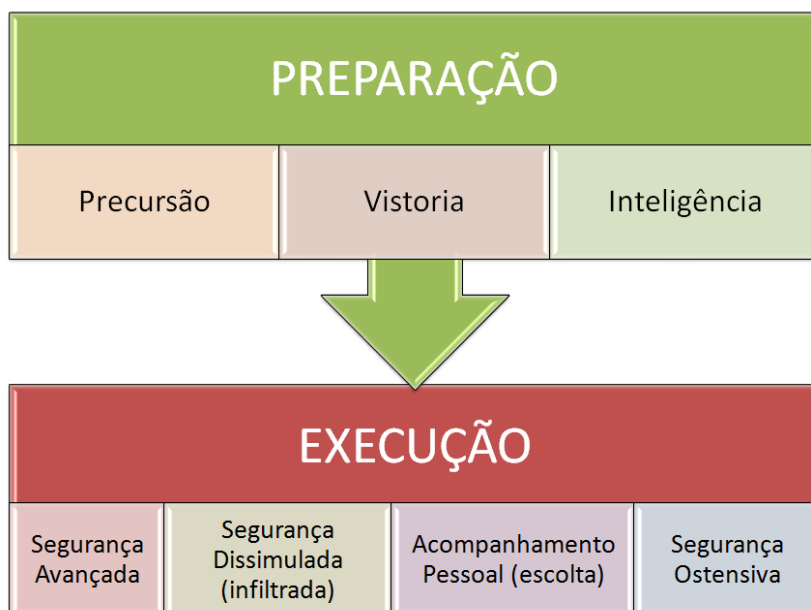 PREPARAÇÃO
Precursão
Vistoria
Inteligência
EXECUÇÃO
Segurança
Avançada
Segurança
Dissimulada
(infiltrada)
Acompanhamento
Pessoal (escolta)
Segurança
Ostensiva